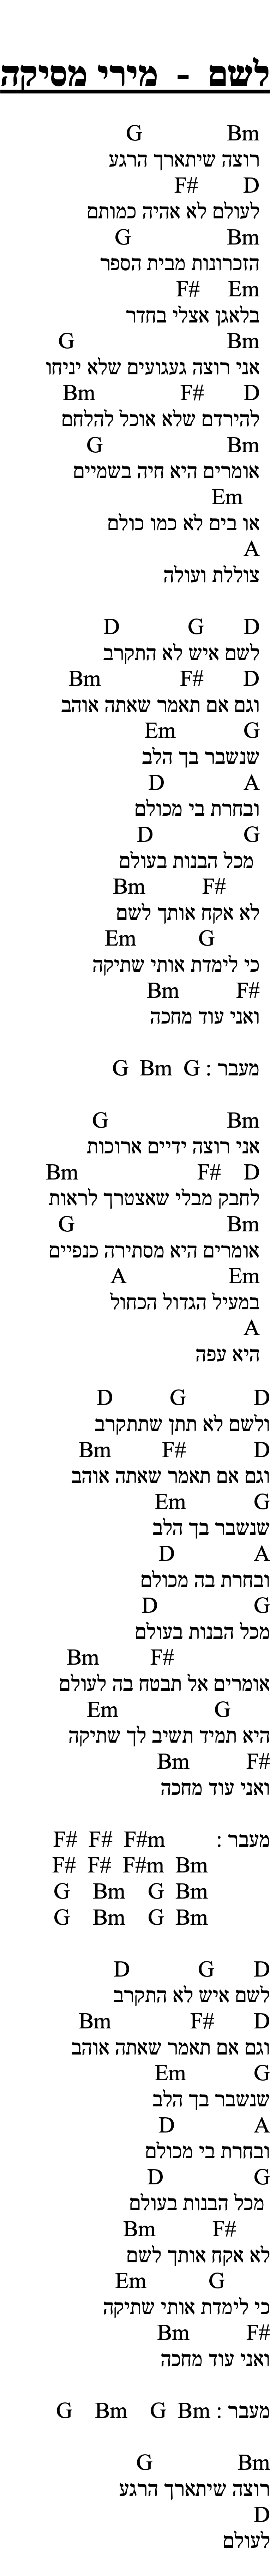 לשם - מירי מסיקה
G Bm
רוצה שיתארך הרגע
F# D
לעולם לא אהיה כמותם
G Bm
הזכרונות מבית הספר
F# Em
בלאגן אצלי בחדר
G Bm
אני רוצה געגועים שלא יניחו
Bm F# D
להירדם שלא אוכל להלחם
G Bm
אומרים היא חיה בשמיים
Em
או בים לא כמו כולם
A
צוללת ועולה
D G D
לשם איש לא התקרב
Bm F# D
וגם אם תאמר שאתה אוהב
Em G
שנשבר בך הלב
D A
ובחרת בי מכולם
D G
מכל הבנות בעולם
Bm F#
לא אקח אותך לשם
Em G
כי לימדת אותי שתיקה
Bm F#
ואני עוד מחכה
מעבר : G Bm G
G Bm
אני רוצה ידיים ארוכות
Bm F# D
לחבק מבלי שאצטרך לראות
G Bm
אומרים היא מסתירה כנפיים
A Em
במעיל הגדול הכחול
A
היא עפה
D G D
ולשם לא תתן שתתקרב
Bm F# D
וגם אם תאמר שאתה אוהב
Em G
שנשבר בך הלב
D A
ובחרת בה מכולם
D G
מכל הבנות בעולם
Bm F#
אומרים אל תבטח בה לעולם
Em G
היא תמיד תשיב לך שתיקה
Bm F#
ואני עוד מחכה
מעבר : F# F# F#m
F# F# F#m Bm
G Bm G Bm
G Bm G Bm
D G D
לשם איש לא התקרב
Bm F# D
וגם אם תאמר שאתה אוהב
Em G
שנשבר בך הלב
D A
ובחרת בי מכולם
D G
מכל הבנות בעולם
Bm F#
לא אקח אותך לשם
Em G
כי לימדת אותי שתיקה
Bm F#
ואני עוד מחכה
מעבר : G Bm G Bm
G Bm
רוצה שיתארך הרגע
D
לעולם